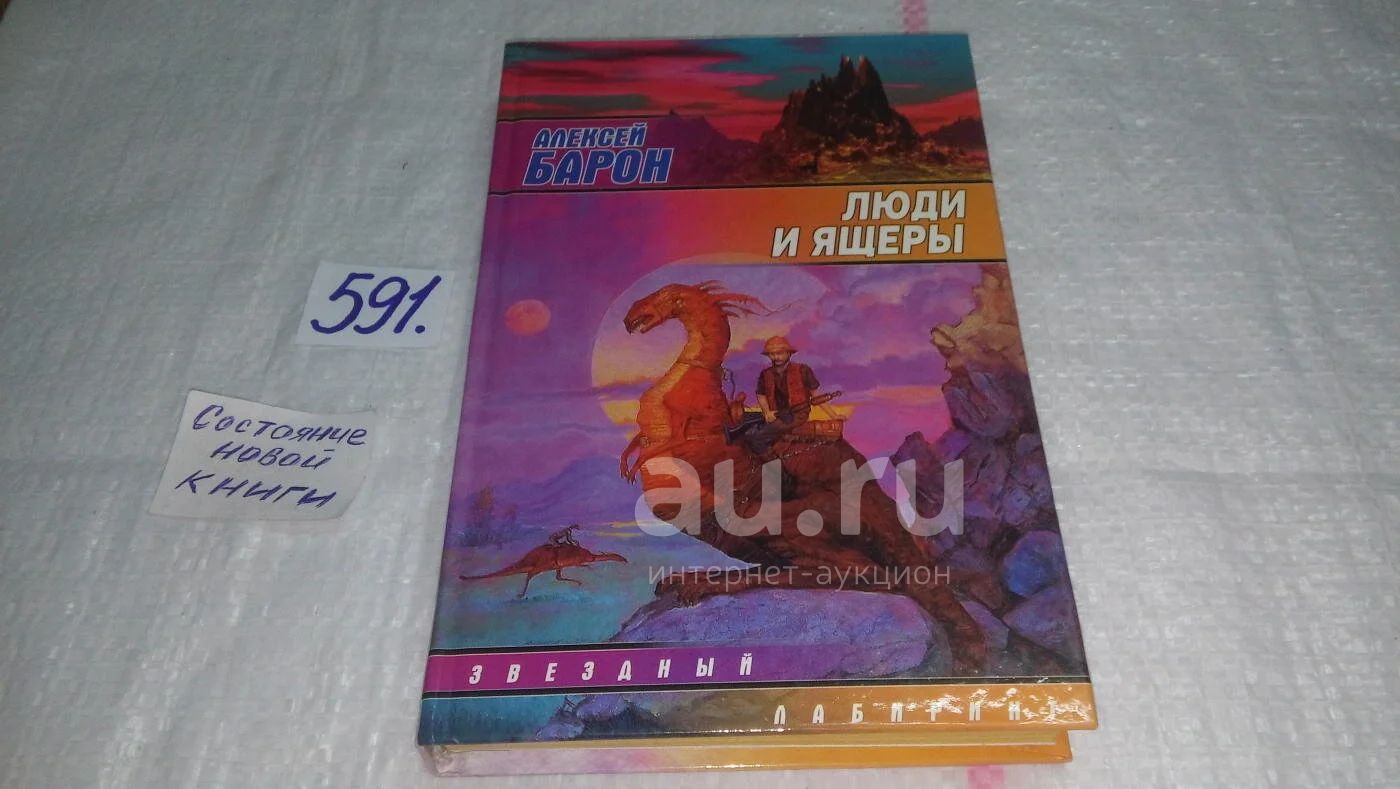 АЛЕКСЕЙ
БАРОН
ЛЮДИ
И ЯЩЕРЫ
591.
Состояние
новой
книги
au.ru
интернет-аукцион
ЗВЕЗДНЫЙ
ЛАБИРИНТ